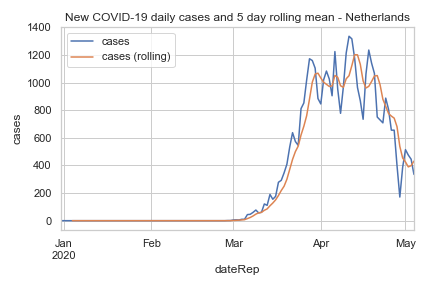 New COVID-19 daily cases and 5 day rolling mean - Netherlands
1400
1200
1000
800
600
400
200
0
cases
cases
cases (rolling)
Jan
2020
Feb
Mar
Apr
May
dateRep